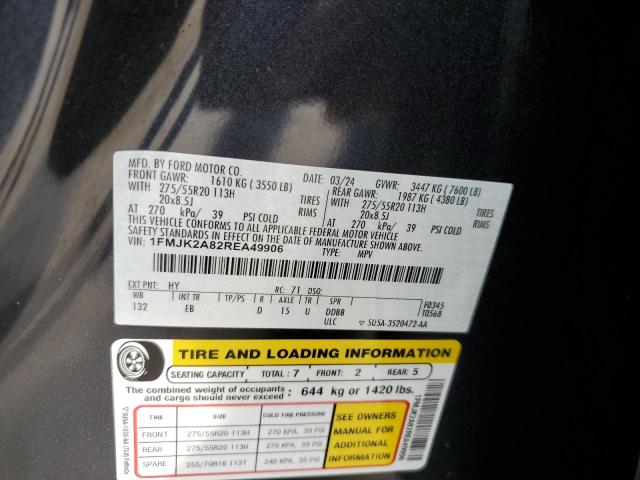 MFD. BY FORD MOTOR CO.
DATE: 03/24 GVWR: 3447 KG (7600 LB)
FRONT GAWR: 1610 KG (3550 LB) REAR GAWR: 1987 KG (4380 LB)
WITH 275/55R20 113H TIRES WITH 275/55R20 113H TIRES
20x8.5J RIMS 20x8.5J RIMS
AT 270 kPa/ 39 PSI COLD AT 270 kPa/ 39 PSI COLD
THIS VEHICLE CONFORMS TO ALL APPLICABLE FEDERAL MOTOR VEHICLE
SAFETY STANDARDS IN EFFECT ON THE DATE OF MANUFACTURE SHOWN ABOVE.
VIN: 1FMJK2A82REA49906 TYPE: MPV
EXT PNT: HY RC: 71 DSO: F0345
WB INT TR TP/PS R AXLE TR SPR T0568
132 EB D 15 U DDBB
ULC 5USA-3520472-AA
TIRE AND LOADING INFORMATION
SEATING CAPACITY TOTAL: 7 FRONT: 2 REAR: 5
The combined weight of occupants and cargo should never exceed: 644 kg or 1420 lbs.
TIRE SIZE COLD TIRE PRESSURE
FRONT 275/55R20 113H 270 KPA, 39 PSI
REAR 275/55R20 113H 270 KPA, 39 PSI
SPARE 255/70R18 113T 240 KPA, 35 PSI
SEE OWNERS
MANUAL FOR
ADDITIONAL
INFORMATION
1FMJK2A82REA49906